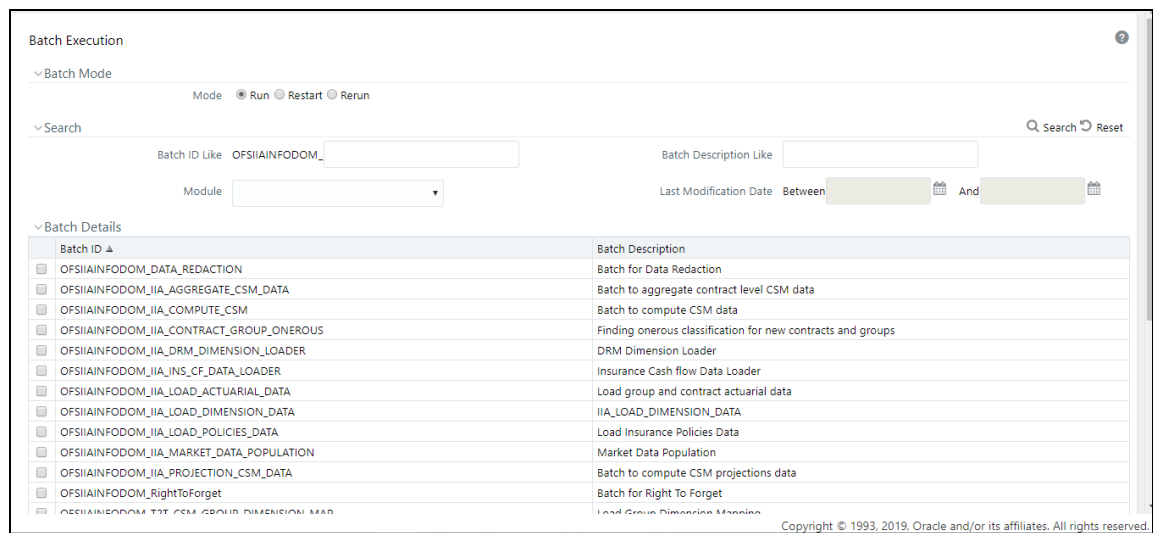 Batch Execution
Batch Mode
Mode Run Restart Rerun
Search Search Reset
Batch ID Like OFSIIAINFODOM_ Batch Description Like
Module Last Modification Date Between And
Batch Details
Batch ID Batch Description
OFSIIAINFODOM_DATA_REDACTION Batch for Data Redaction
OFSIIAINFODOM_IIA_AGGREGATE_CSM_DATA Batch to aggregate contract level CSM data
OFSIIAINFODOM_IIA_COMPUTE_CSM Batch to compute CSM data
OFSIIAINFODOM_IIA_CONTRACT_GROUP_ONEROUS Finding onerous classification for new contracts and groups
OFSIIAINFODOM_IIA_DRM_DIMENSION_LOADER DRM Dimension Loader
OFSIIAINFODOM_IIA_INS_CF_DATA_LOADER Insurance Cash flow Data Loader
OFSIIAINFODOM_IIA_LOAD_ACTUARIAL_DATA Load group and contract actuarial data
OFSIIAINFODOM_IIA_LOAD_DIMENSION_DATA IIA_LOAD_DIMENSION_DATA
OFSIIAINFODOM_IIA_LOAD_POLICIES_DATA Load Insurance Policies Data
OFSIIAINFODOM_IIA_MARKET_DATA_POPULATION Market Data Population
OFSIIAINFODOM_IIA_PROJECTION_CSM_DATA Batch to compute CSM projections data
OFSIIAINFODOM_RightToForget Batch for Right To Forget
OFSIIAINFODOM_T2T_CSM_GROUP_DIMENSION_MAP Load Group Dimension Mapping
Copyright © 1993, 2019, Oracle and/or its affiliates. All rights reserved.